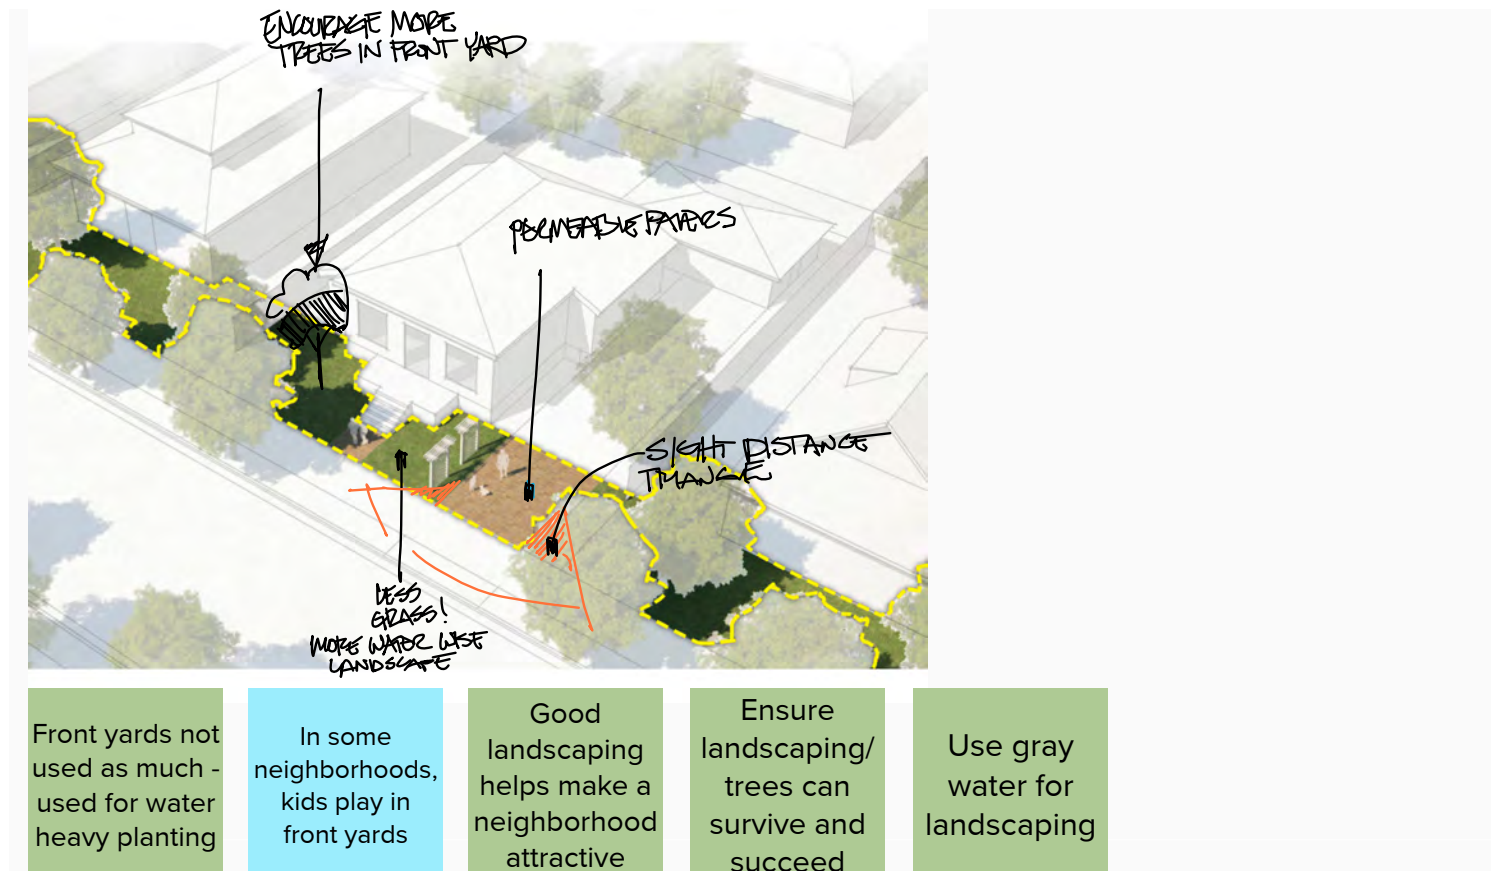 ENCOURAGE MORE
TREES IN FRONT YARD
PERMEABLE PAVERS
SIGHT DISTANCE
TRIANGLE
LESS
GRASS!
MORE WATER WISE
LANDSCAPE
Front yards not
used as much -
used for water
heavy planting
In some
neighborhoods,
kids play in
front yards
Good
landscaping
helps make a
neighborhood
attractive
Ensure
landscaping/
trees can
survive and
succeed
Use gray
water for
landscaping